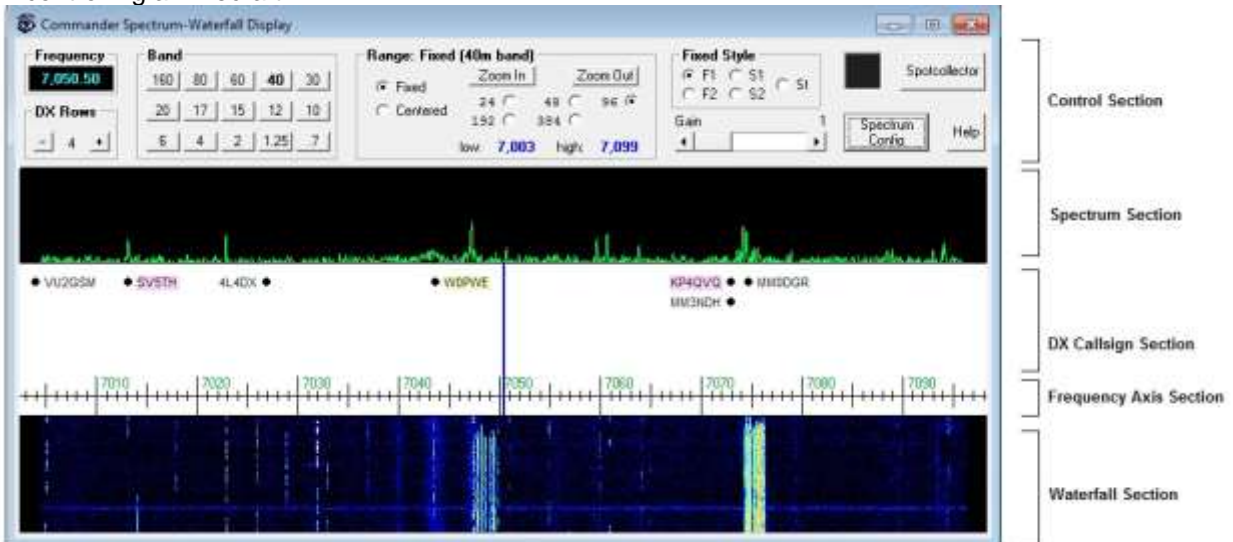 Commander Spectrum-Waterfall Display
Frequency
7,050.50
DX Rows
- 4 +
Band
160 80 60 40 30
20 17 15 12 10
6 4 2 1.25 .7
Range: Fixed (40m band)
Fixed
Centered
Zoom In Zoom Out
24 48 96
192 384
low: 7,003 high: 7,099
Fixed Style
F1 S1 St
F2 S2
Gain 1
Spotcollector
Spectrum
Config
Help
Control Section
Spectrum Section
VU2GSM SV5TH 4L4DX W0PWE KP4QVQ MM0DGR
MM3NDH
DX Callsign Section
7010 7020 7030 7040 7050 7060 7070 7080 7090
Frequency Axis Section
Waterfall Section